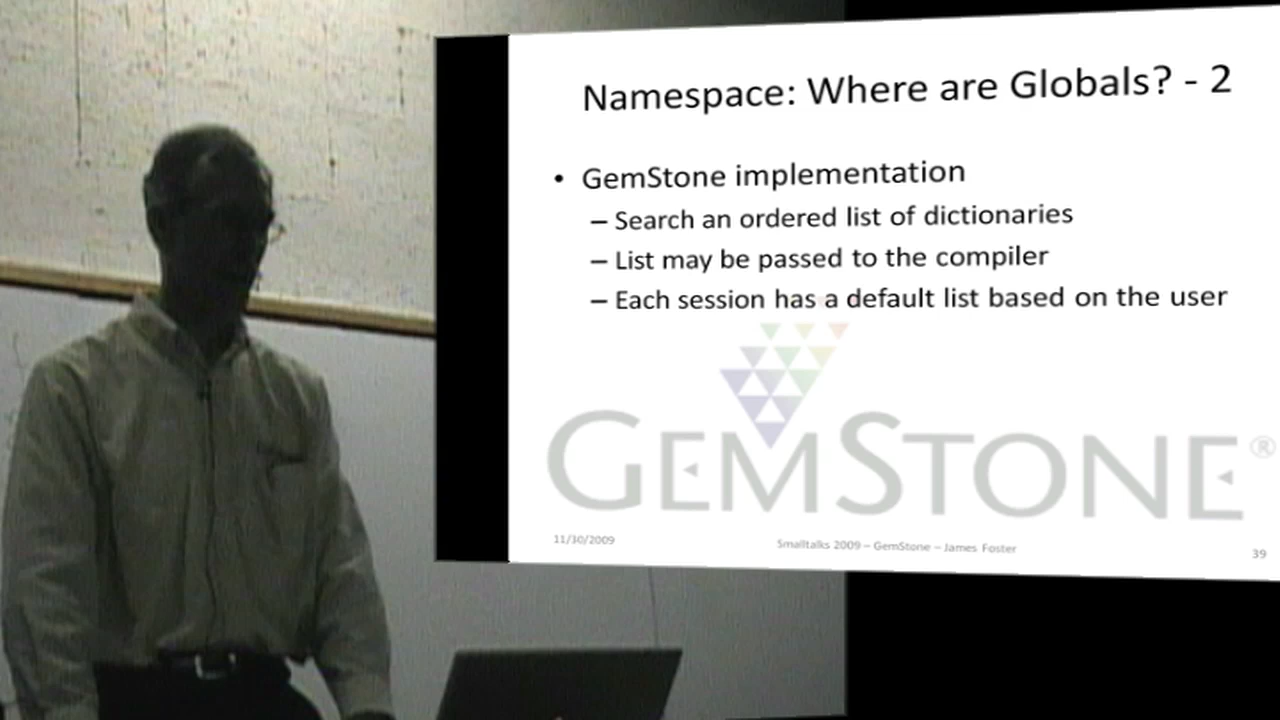 Namespace: Where are Globals? - 2
• GemStone implementation
– Search an ordered list of dictionaries
– List may be passed to the compiler
– Each session has a default list based on the user
GEMSTONE®
11/30/2009
Smalltalks 2009 – GemStone – James Foster
39